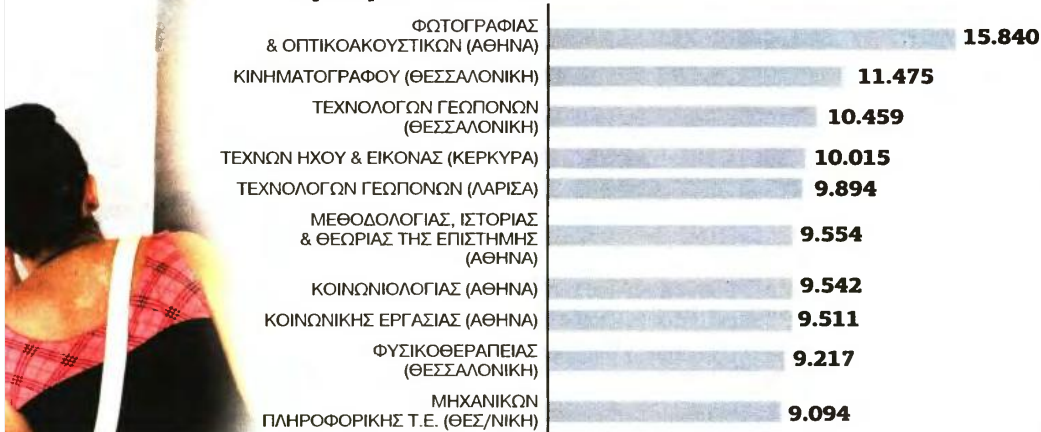 ΦΩΤΟΓΡΑΦΙΑΣ
& ΟΠΤΙΚΟΑΚΟΥΣΤΙΚΩΝ (ΑΘΗΝΑ) 15.840
ΚΙΝΗΜΑΤΟΓΡΑΦΟΥ (ΘΕΣΣΑΛΟΝΙΚΗ) 11.475
ΤΕΧΝΟΛΟΓΩΝ ΓΕΩΠΟΝΩΝ
(ΘΕΣΣΑΛΟΝΙΚΗ) 10.459
ΤΕΧΝΩΝ ΗΧΟΥ & ΕΙΚΟΝΑΣ (ΚΕΡΚΥΡΑ) 10.015
ΤΕΧΝΟΛΟΓΩΝ ΓΕΩΠΟΝΩΝ (ΛΑΡΙΣΑ) 9.894
ΜΕΘΟΔΟΛΟΓΙΑΣ, ΙΣΤΟΡΙΑΣ
& ΘΕΩΡΙΑΣ ΤΗΣ ΕΠΙΣΤΗΜΗΣ 9.554
(ΑΘΗΝΑ)
ΚΟΙΝΩΝΙΟΛΟΓΙΑΣ (ΑΘΗΝΑ) 9.542
ΚΟΙΝΩΝΙΚΗΣ ΕΡΓΑΣΙΑΣ (ΑΘΗΝΑ) 9.511
ΦΥΣΙΚΟΘΕΡΑΠΕΙΑΣ
(ΘΕΣΣΑΛΟΝΙΚΗ) 9.217
ΜΗΧΑΝΙΚΩΝ
ΠΛΗΡΟΦΟΡΙΚΗΣ Τ.Ε. (ΘΕΣ/ΝΙΚΗ) 9.094